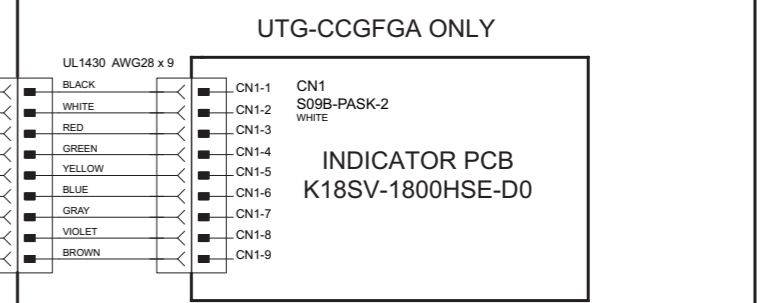 UTG-CCGFGA ONLY
UL1430 AWG28 x 9
BLACK
CN1-1
CN1
WHITE
CN1-2
S09B-PASK-2
WHITE
RED
CN1-3
GREEN
CN1-4
INDICATOR PCB
YELLOW
CN1-5
BLUE
CN1-6
K18SV-1800HSE-D0
GRAY
CN1-7
VIOLET
CN1-8
BROWN
CN1-9